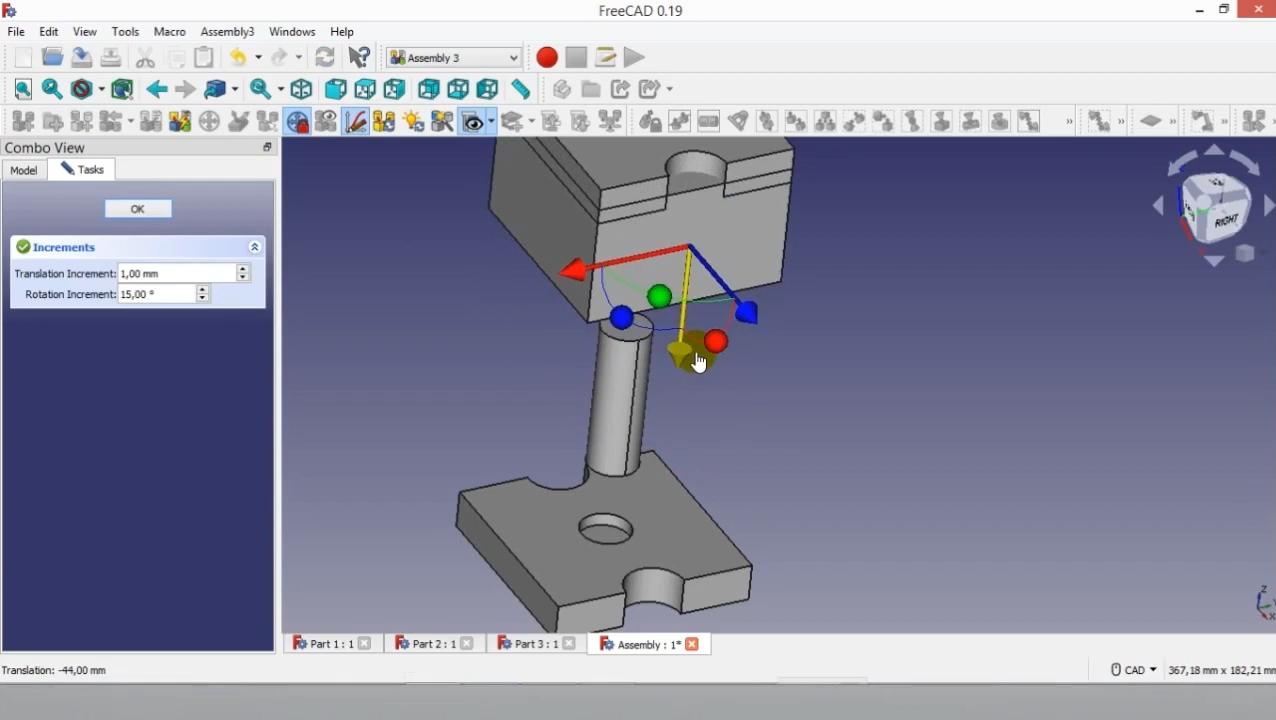 FreeCAD 0.19
File Edit View Tools Macro Assembly3 Windows Help
Assembly 3
Combo View
Model Tasks
OK
Increments
Translation Increment: 1,00 mm
Rotation Increment: 15,00 °
RIGHT
Z
X
Part 1 : 1 Part 2 : 1 Part 3 : 1 Assembly : 1*
Translation: -44,00 mm
CAD 367,18 mm x 182,21 mm